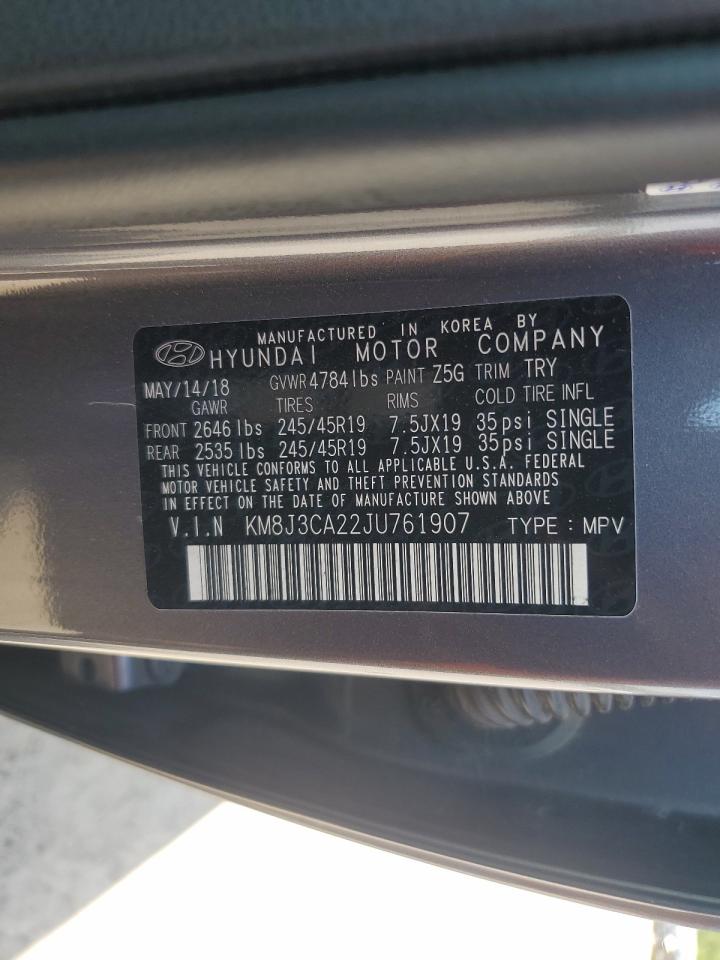 MANUFACTURED IN KOREA BY
HYUNDAI MOTOR COMPANY
MAY/14/18 GVWR 4784 lbs PAINT Z5G TRIM TRY
GAWR TIRES RIMS COLD TIRE INFL
FRONT 2646 lbs 245/45R19 7.5JX19 35 psi SINGLE
REAR 2535 lbs 245/45R19 7.5JX19 35 psi SINGLE
THIS VEHICLE CONFORMS TO ALL APPLICABLE U.S.A. FEDERAL
MOTOR VEHICLE SAFETY AND THEFT PREVENTION STANDARDS
IN EFFECT ON THE DATE OF MANUFACTURE SHOWN ABOVE
V.I.N KM8J3CA22JU761907 TYPE : MPV